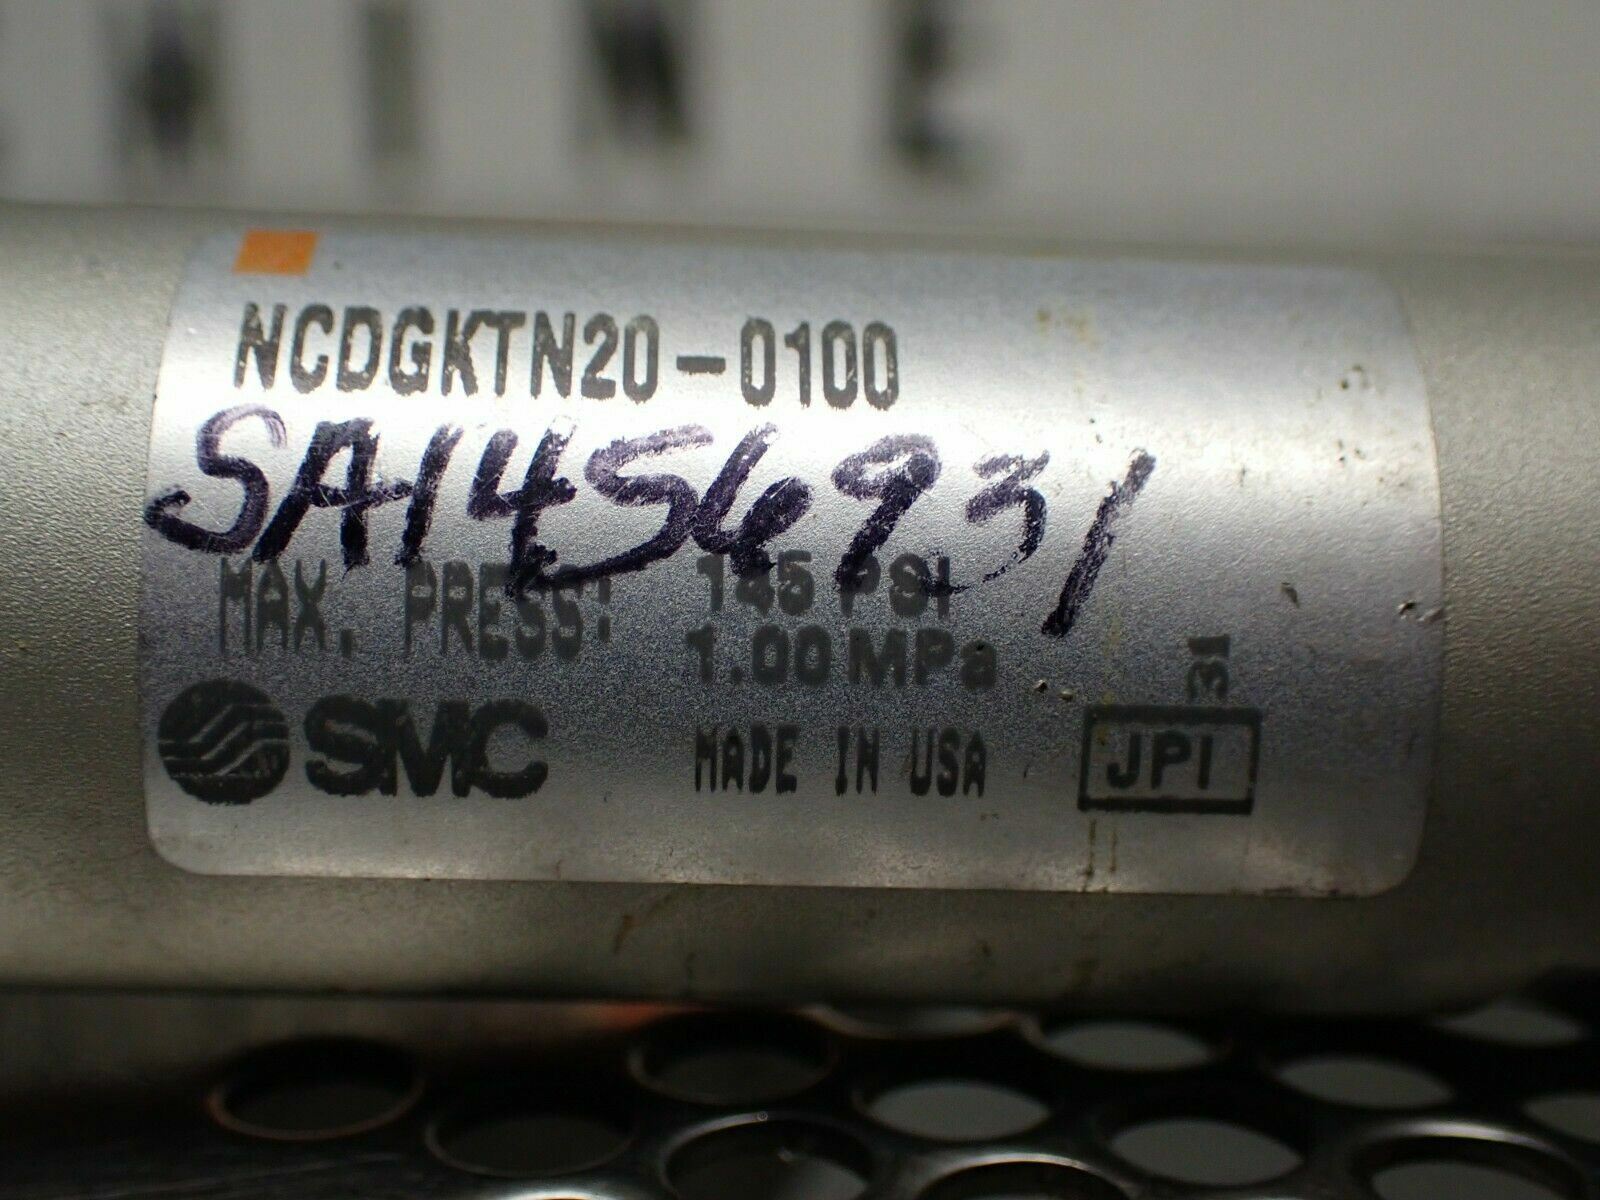 NCDGKTN20-0100
SA1456931
MAX. PRESS: 145 PSI
1.00 MPa
31
SMC MADE IN USA JPI